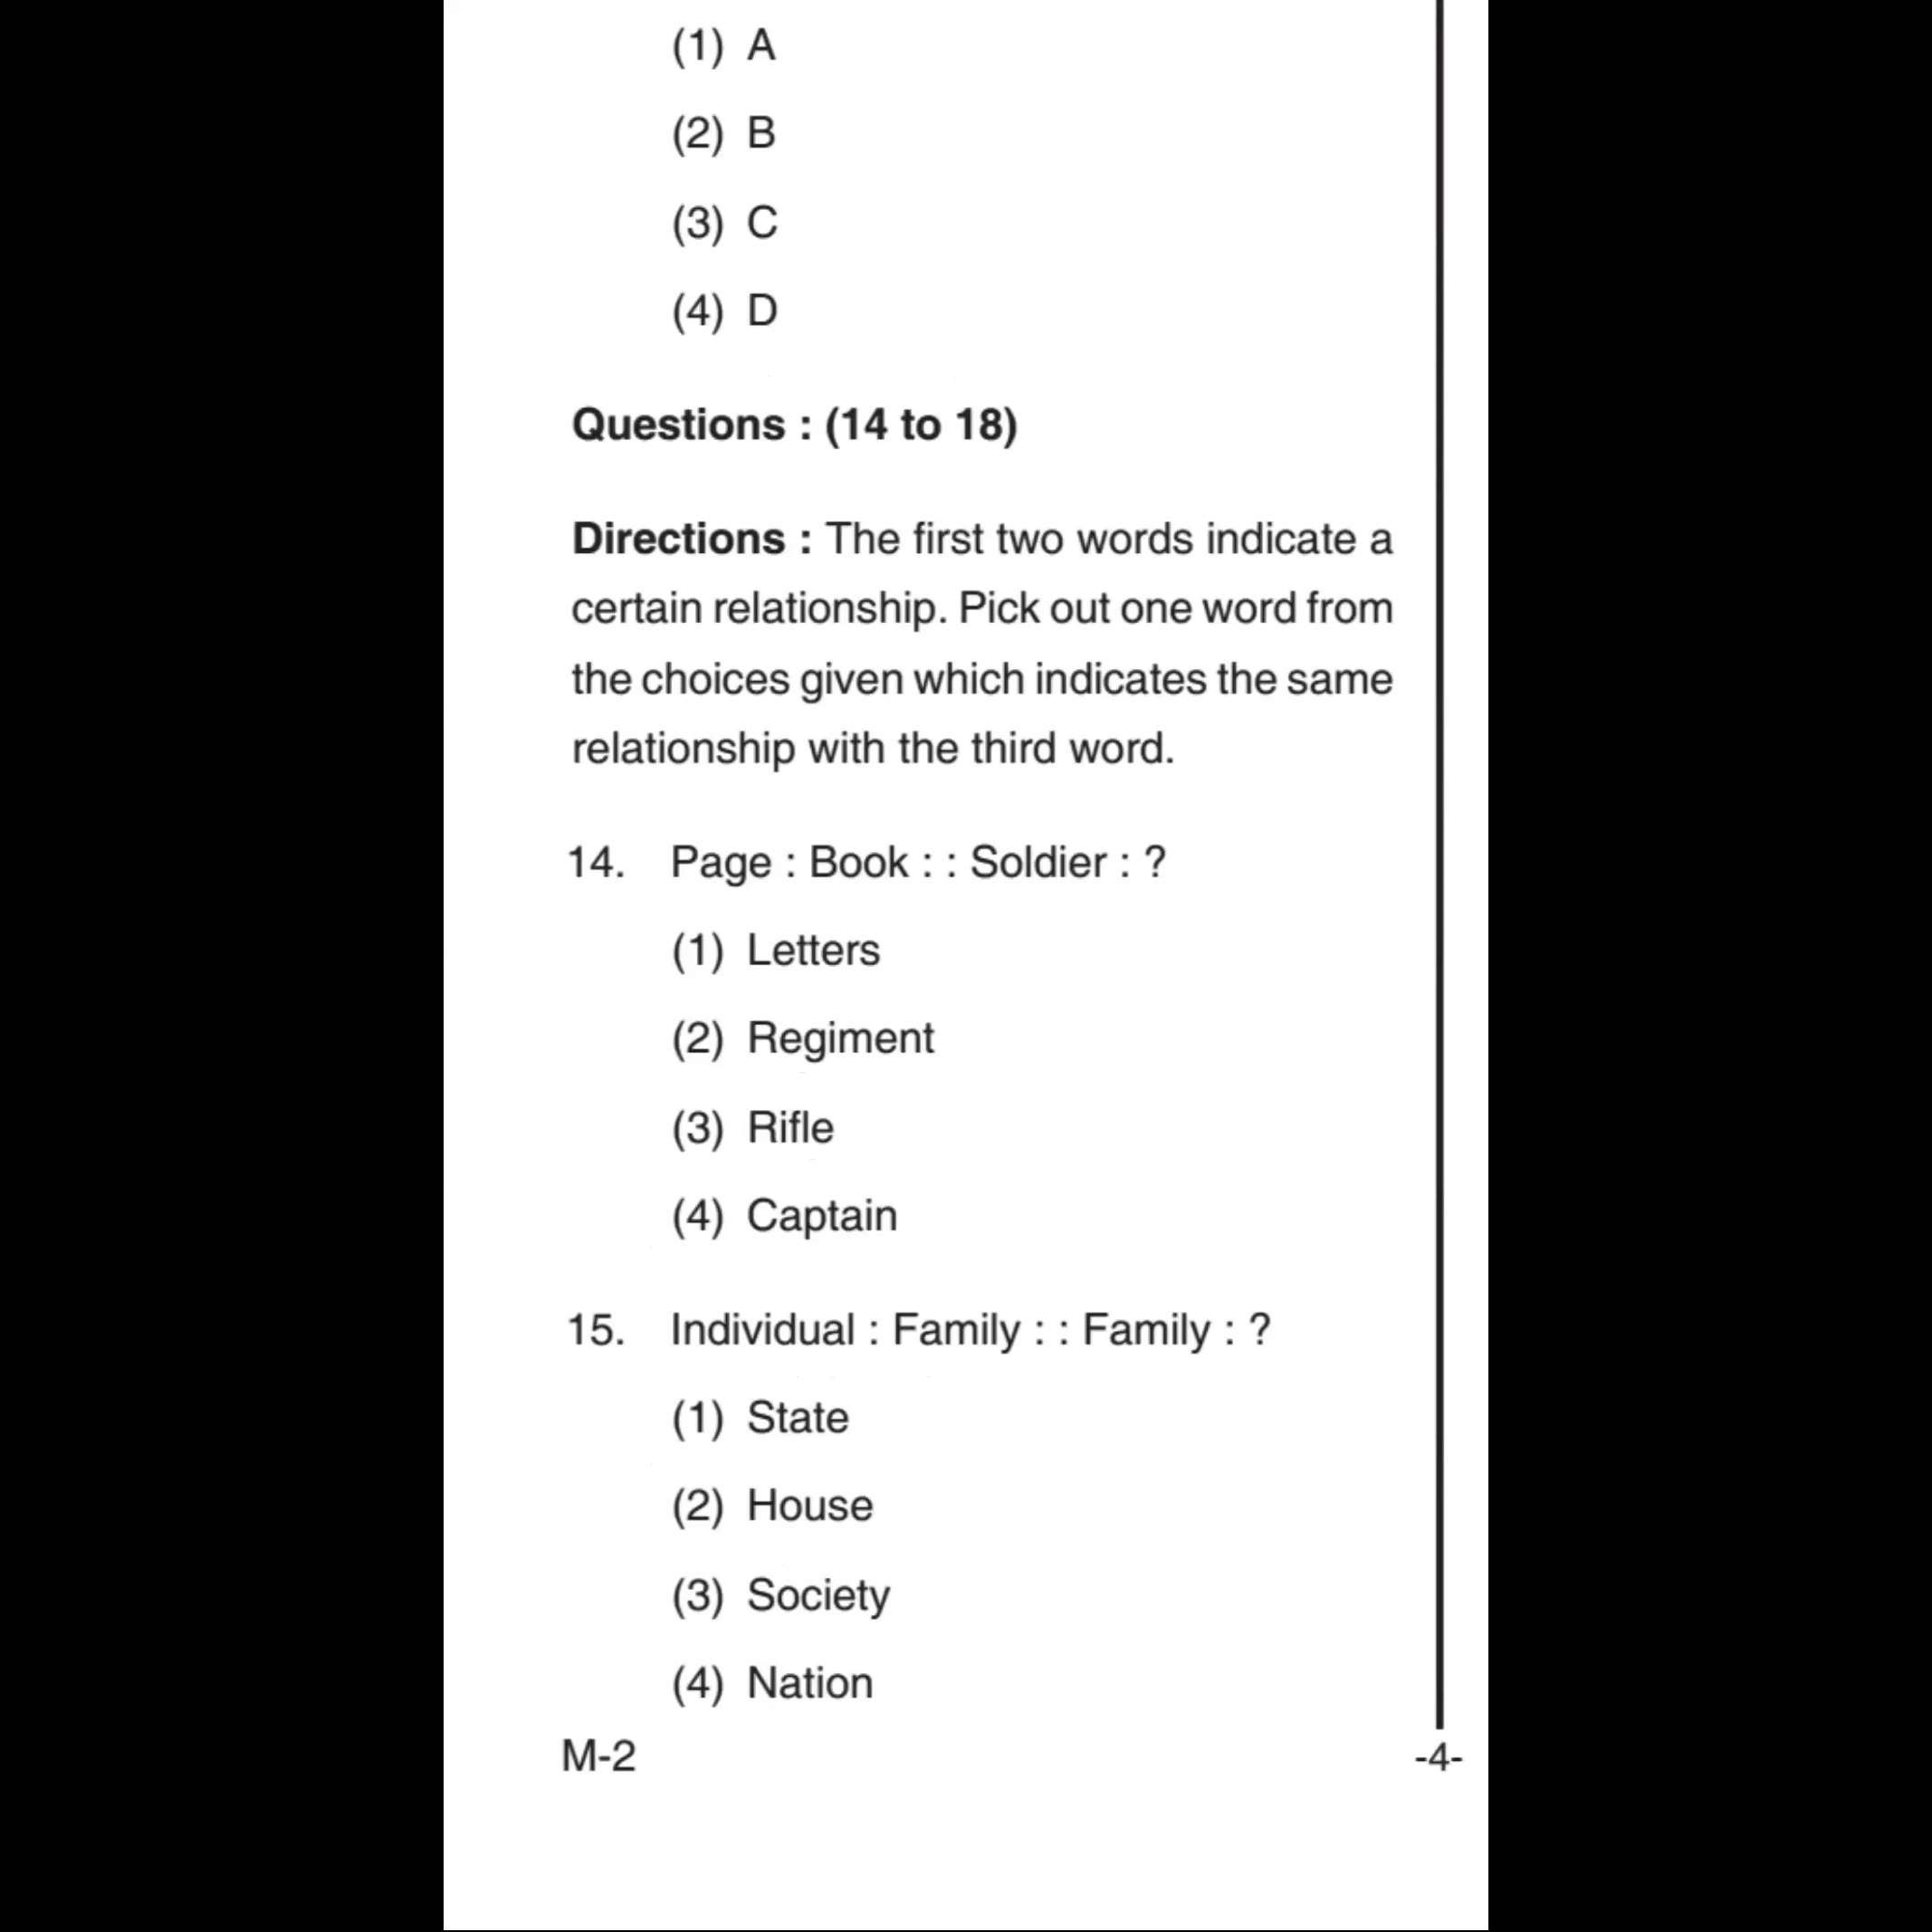 (1) A
(2) B
(3) C
(4) D
Questions : (14 to 18)
Directions : The first two words indicate a
certain relationship. Pick out one word from
the choices given which indicates the same
relationship with the third word.
14. Page : Book : : Soldier : ?
(1) Letters
(2) Regiment
(3) Rifle
(4) Captain
15. Individual : Family : : Family : ?
(1) State
(2) House
(3) Society
(4) Nation
M-2
-4-